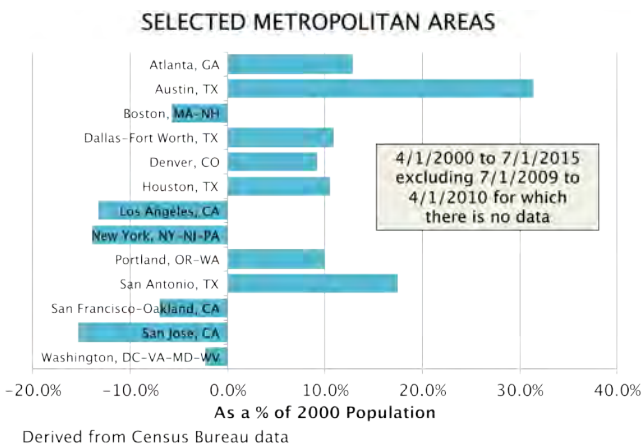 SELECTED METROPOLITAN AREAS
Atlanta, GA
Austin, TX
Boston, MA-NH
Dallas-Fort Worth, TX
Denver, CO
Houston, TX
Los Angeles, CA
New York, NY-NJ-PA
Portland, OR-WA
San Antonio, TX
San Francisco-Oakland, CA
San Jose, CA
Washington, DC-VA-MD-WV
4/1/2000 to 7/1/2015
excluding 7/1/2009 to
4/1/2010 for which
there is no data
-20.0% -10.0% 0.0% 10.0% 20.0% 30.0% 40.0%
As a % of 2000 Population
Derived from Census Bureau data